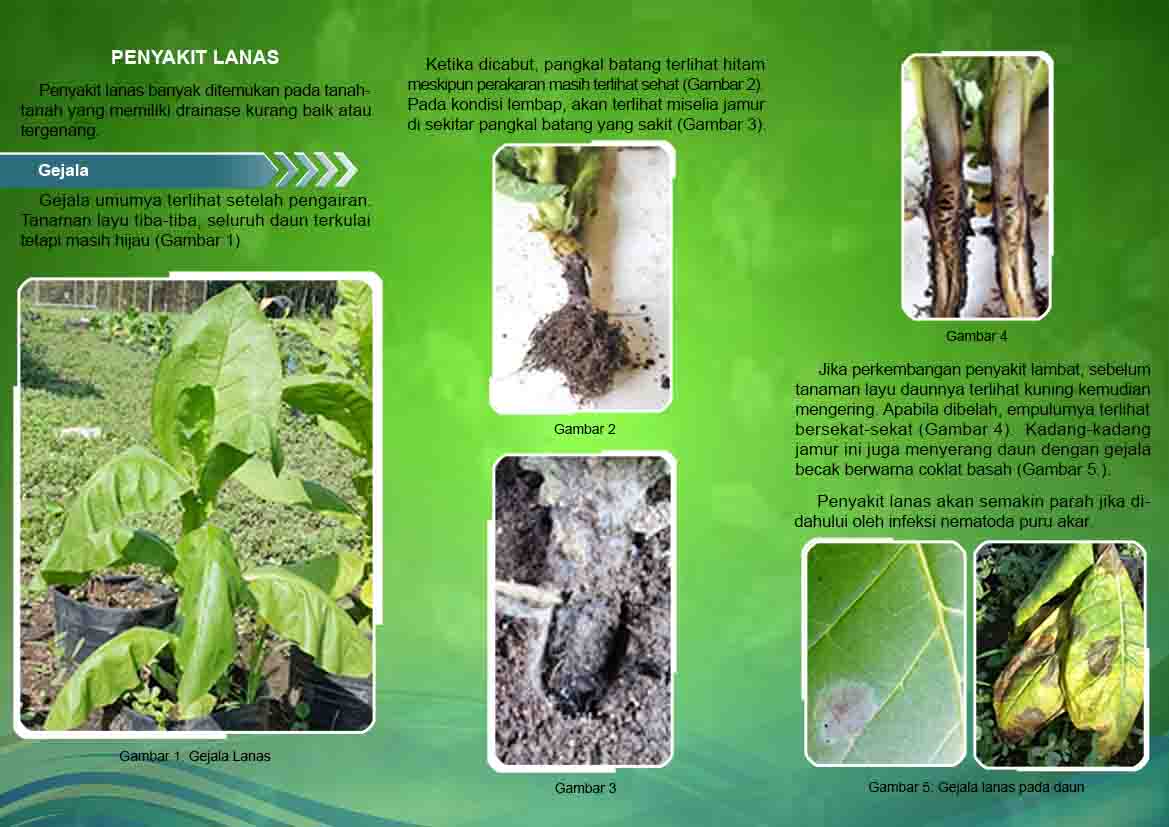 PENYAKIT LANAS
Penyakit lanas banyak ditemukan pada tanah-
tanah yang memiliki drainase kurang baik atau
tergenang.
Gejala
Gejala umumya terlihat setelah pengairan.
Tanaman layu tiba-tiba, seluruh daun terkulai
tetapi masih hijau (Gambar 1)
Gambar 1. Gejala Lanas
Ketika dicabut, pangkal batang terlihat hitam
meskipun perakaran masih terlihat sehat (Gambar 2).
Pada kondisi lembap, akan terlihat miselia jamur
di sekitar pangkal batang yang sakit (Gambar 3).
Gambar 2
Gambar 3
Gambar 4
Jika perkembangan penyakit lambat, sebelum
tanaman layu daunnya terlihat kuning kemudian
mengering. Apabila dibelah, empulurnya terlihat
bersekat-sekat (Gambar 4). Kadang-kadang
jamur ini juga menyerang daun dengan gejala
becak berwarna coklat basah (Gambar 5.).
Penyakit lanas akan semakin parah jika di-
dahului oleh infeksi nematoda puru akar.
Gambar 5: Gejala lanas pada daun